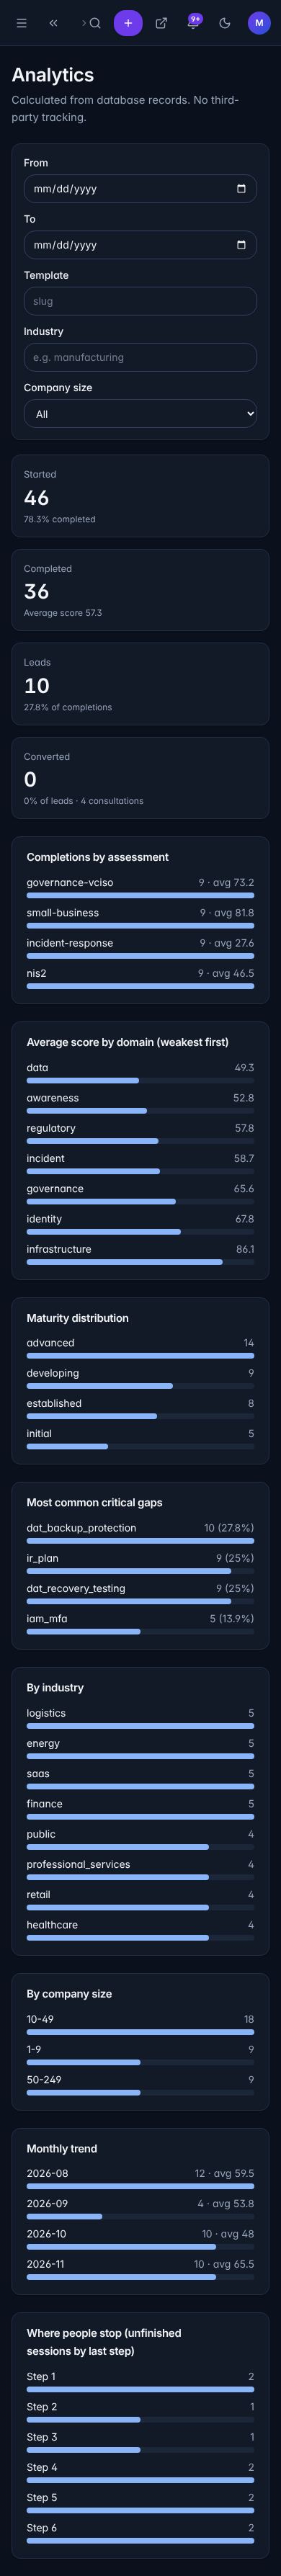 9+
M
Analytics
Calculated from database records. No third-
party tracking.
From
mm/dd/yyyy
To
mm/dd/yyyy
Template
slug
Industry
e.g. manufacturing
Company size
All
Started
46
78.3% completed
Completed
36
Average score 57.3
Leads
10
27.8% of completions
Converted
0
0% of leads · 4 consultations
Completions by assessment
governance-vciso 9 · avg 73.2
small-business 9 · avg 81.8
incident-response 9 · avg 27.6
nis2 9 · avg 46.5
Average score by domain (weakest first)
data 49.3
awareness 52.8
regulatory 57.8
incident 58.7
governance 65.6
identity 67.8
infrastructure 86.1
Maturity distribution
advanced 14
developing 9
established 8
initial 5
Most common critical gaps
dat_backup_protection 10 (27.8%)
ir_plan 9 (25%)
dat_recovery_testing 9 (25%)
iam_mfa 5 (13.9%)
By industry
logistics 5
energy 5
saas 5
finance 5
public 4
professional_services 4
retail 4
healthcare 4
By company size
10-49 18
1-9 9
50-249 9
Monthly trend
2026-08 12 · avg 59.5
2026-09 4 · avg 53.8
2026-10 10 · avg 48
2026-11 10 · avg 65.5
Where people stop (unfinished
sessions by last step)
Step 1 2
Step 2 1
Step 3 1
Step 4 2
Step 5 2
Step 6 2